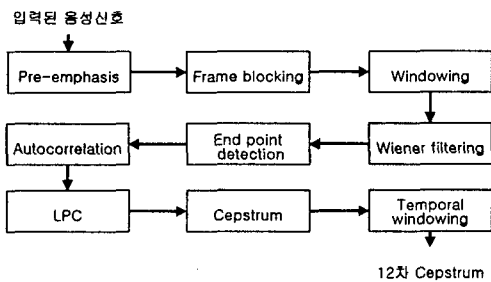 입력된 음성신호
Pre-emphasis
Frame blocking
Windowing
Autocorrelation
End point
detection
Wiener filtering
LPC
Cepstrum
Temporal
windowing
12차 Cepstrum